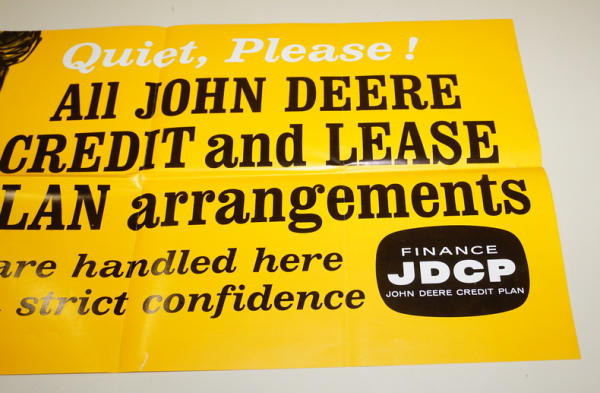 Quiet, Please!
All JOHN DEERE
CREDIT and LEASE
LAN arrangements
are handled here
strict confidence
FINANCE
JDCP
JOHN DEERE CREDIT PLAN